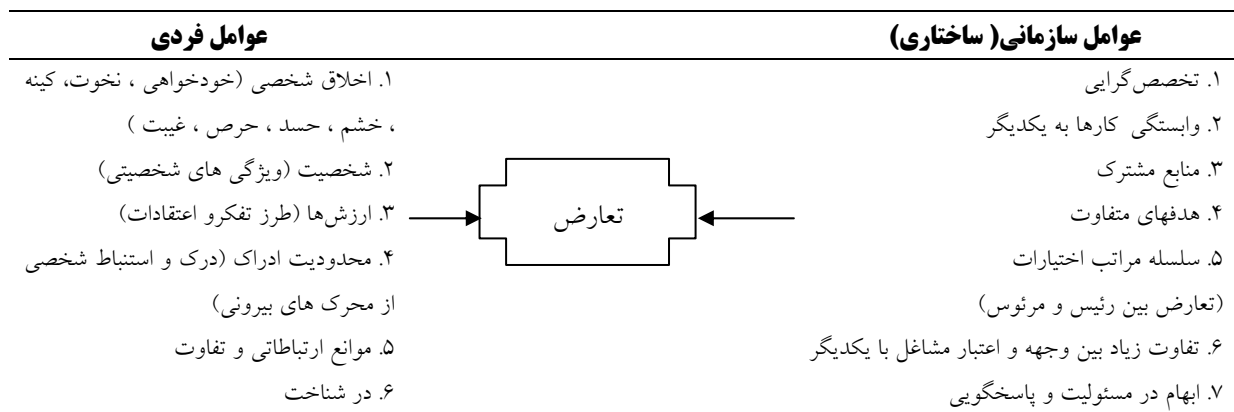 عوامل سازمانی( ساختاری)
۱. تخصص‌گرایی
۲. وابستگی کارها به یکدیگر
۳. منابع مشترک
۴. هدفهای متفاوت
۵. سلسله مراتب اختیارات
(تعارض بین رئیس و مرئوس)
۶. تفاوت زیاد بین وجهه و اعتبار مشاغل با یکدیگر
۷. ابهام در مسئولیت و پاسخگویی
تعارض
عوامل فردی
۱. اخلاق شخصی (خودخواهی ، نخوت، کینه
، خشم ، حسد ، حرص ، غیبت )
۲. شخصیت (ویژگی های شخصیتی)
۳. ارزش‌ها (طرز تفکرو اعتقادات)
۴. محدودیت ادراک (درک و استنباط شخصی
از محرک های بیرونی)
۵. موانع ارتباطاتی و تفاوت
۶. در شناخت